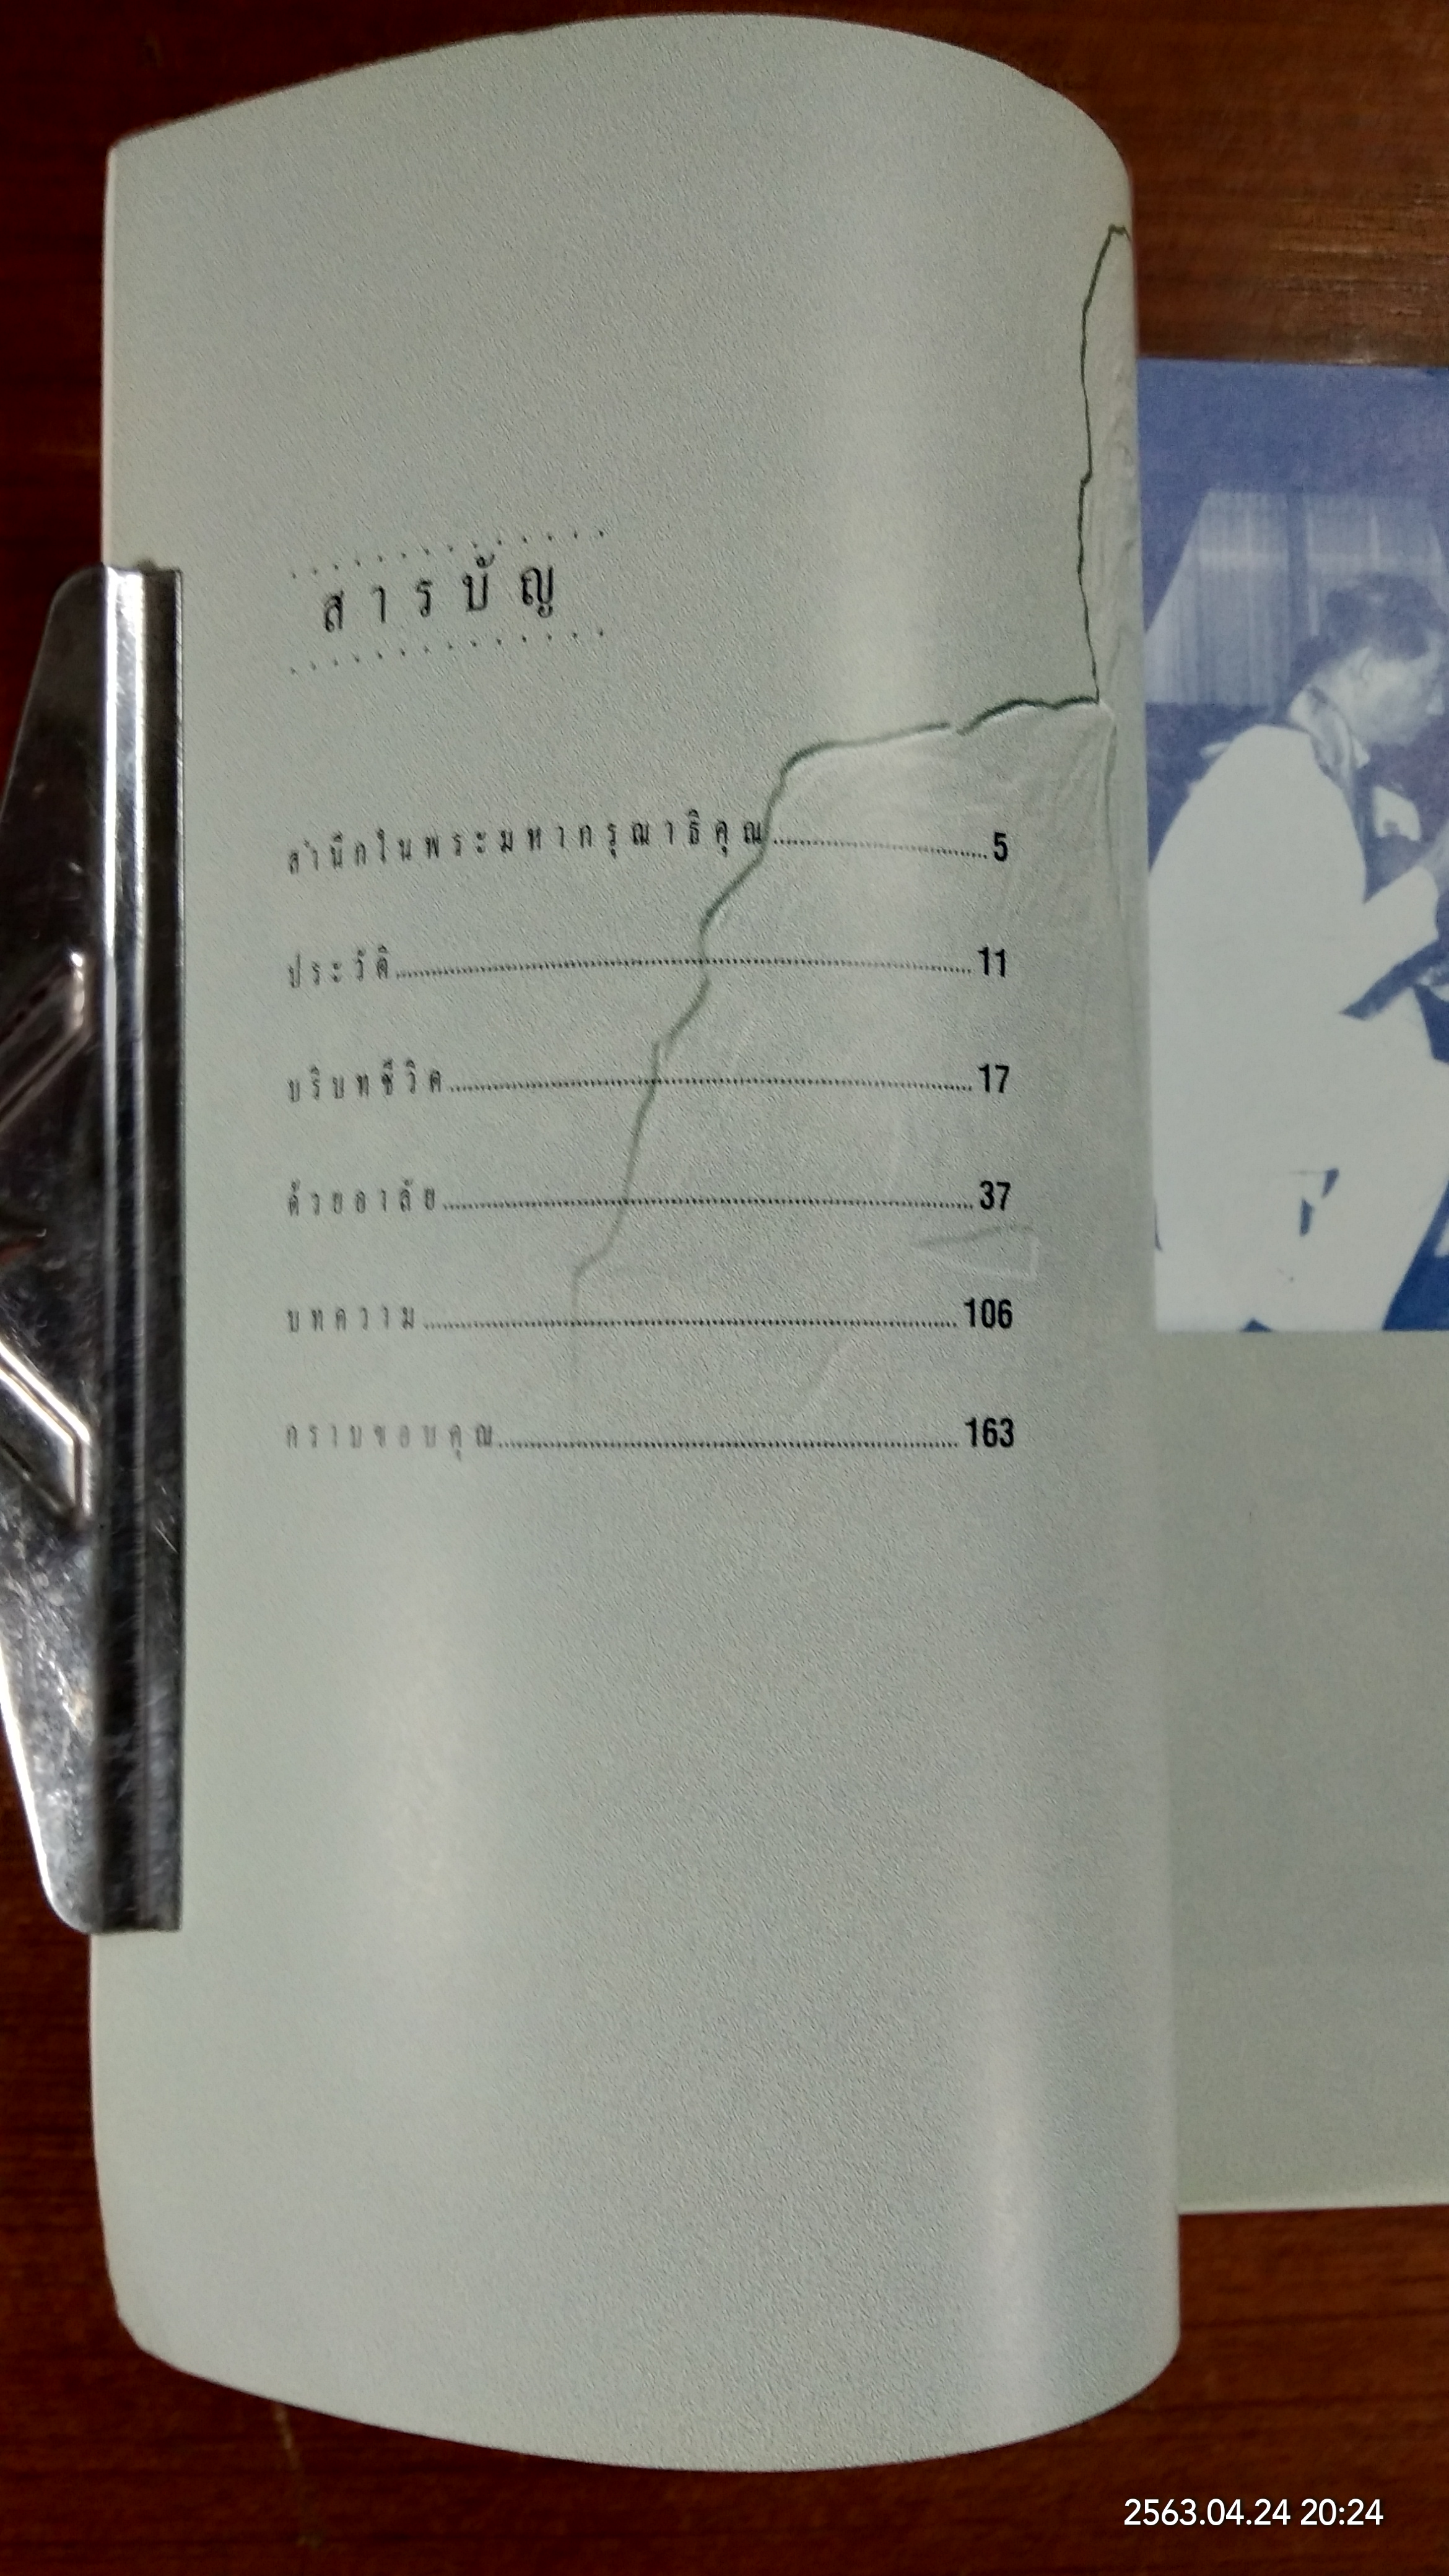 สารบัญ
สำนึกในพระมหากรุณาธิคุณ 5
ประวัติ 11
บริบทชีวิต 17
ด้วยอาลัย 37
บทความ 106
กราบขอบคุณ 163
2563.04.24 20:24